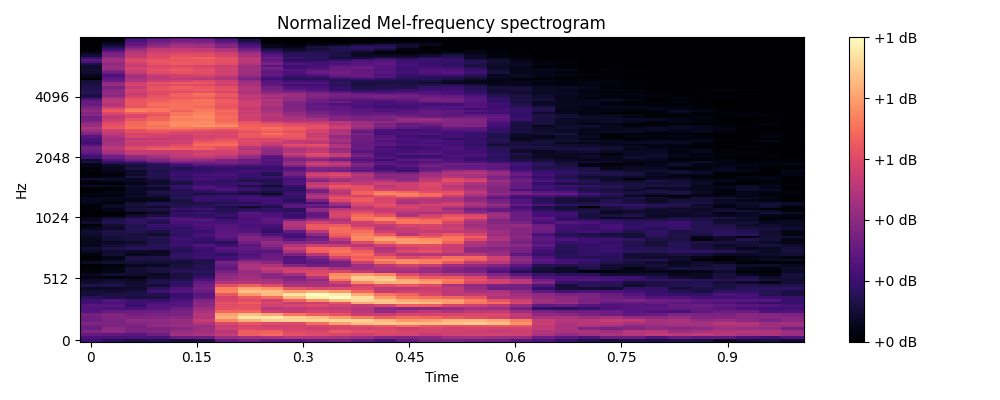 Normalized Mel-frequency spectrogram
Hz
4096
2048
1024
512
0
0 0.15 0.3 0.45 0.6 0.75 0.9
Time
+1 dB
+1 dB
+1 dB
+0 dB
+0 dB
+0 dB